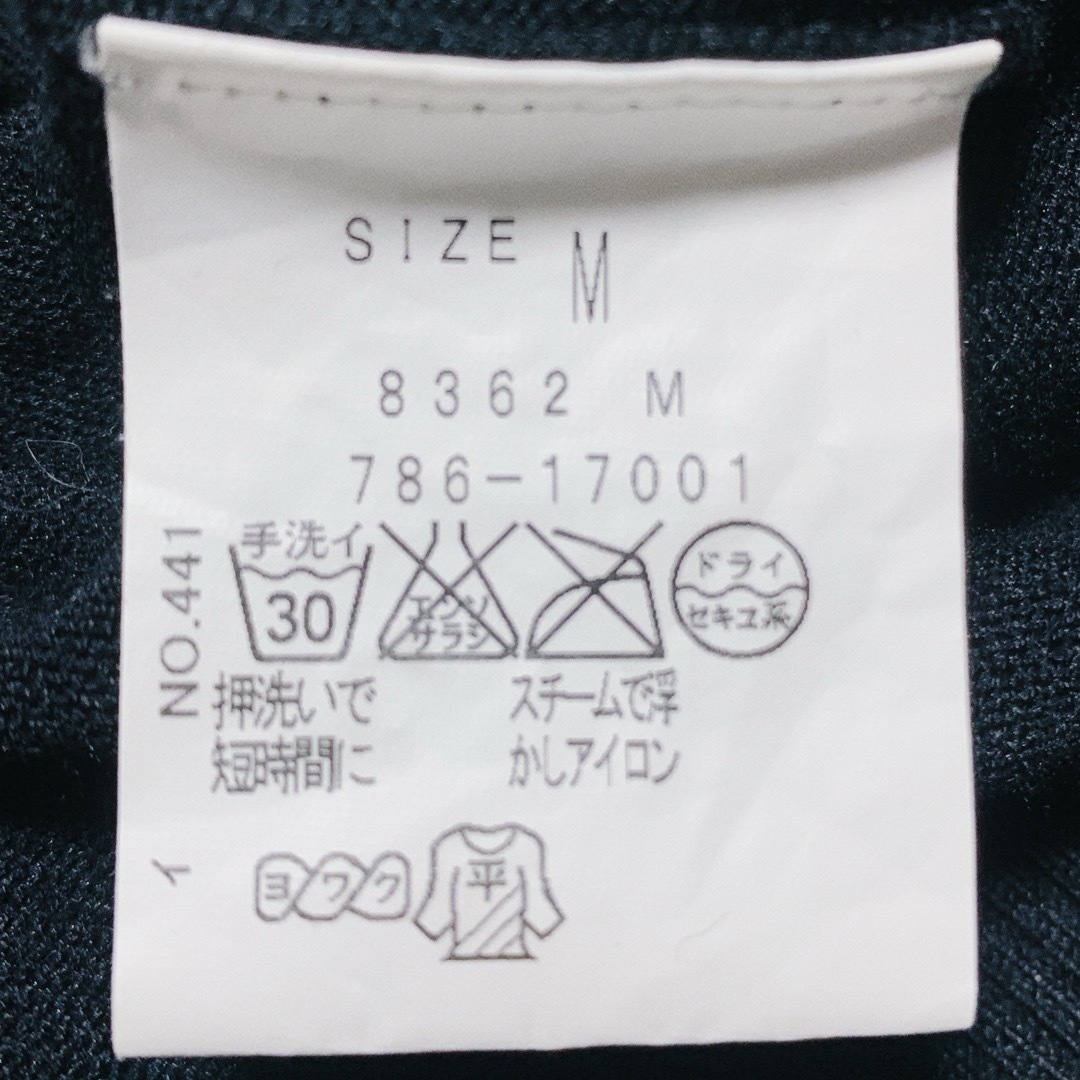 SIZE M
8362 M
786-17001
NO.441
手洗イ
30
エンソ
サラシ
ドライ
セキユ系
押洗いで
短時間に
スチームで浮
かしアイロン
イ
ヨワク
平